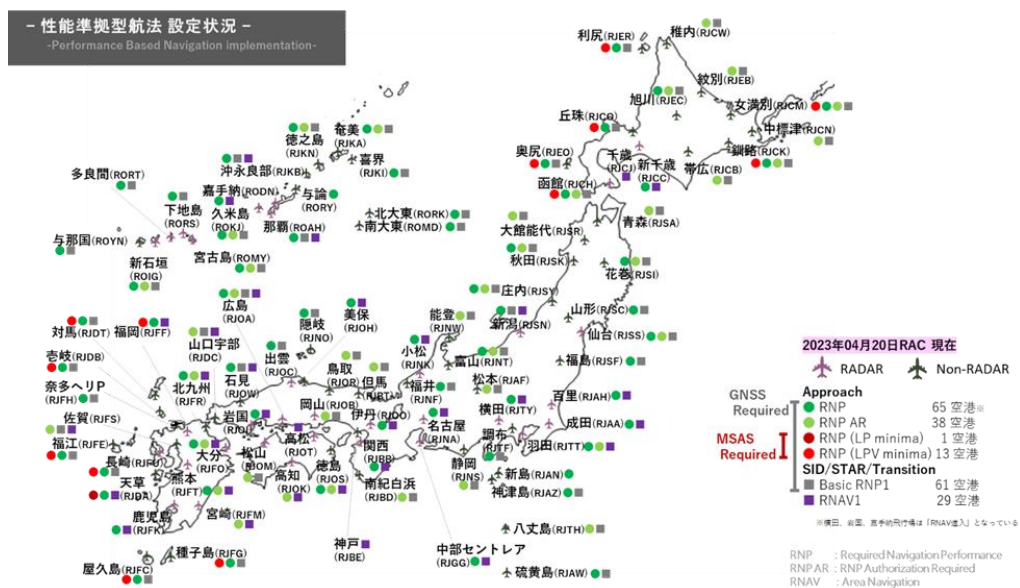 – 性能準拠型航法 設定状況 –
-Performance Based Navigation implementation-
利尻(RJER)
稚内
(RJCW)
紋別
(RJEB)
旭川(RJEC)
女満別(RJCM)
丘珠(RJCO)
中標津
(RJCN)
釧路(RJCK)
奥尻(RJEO)
千歳
(RJCJ)
新千歳
(RJCC)
帯広
(RJCB)
函館(RJCH)
徳之島
(RJKN)
奄美
(RJKA)
喜界
(RJKI)
沖永良部(RJKB)
多良間(RORT)
嘉手納(RODN)
与論
(RORY)
下地島
(RORS)
久米島
(ROKJ)
那覇(ROAH)
北大東(RORK)
南大東(ROMD)
与那国(ROYN)
新石垣
(ROIG)
宮古島(ROMY)
青森(RJSA)
大館能代(RJSR)
秋田(RJSK)
花巻(RJSI)
庄内(RJSY)
山形(RJSC)
新潟(RJSN)
仙台(RJSS)
福島(RJSF)
広島
(RJOA)
美保
(RJOH)
隠岐
(RJNO)
能登
(RJNW)
対馬(RJDT)
福岡(RJFF)
山口宇部
(RJDC)
出雲
(RJOC)
鳥取
(RJOR)
但馬
(RJBT)
小松
(RJNK)
富山(RJNT)
松本(RJAF)
壱岐(RJDB)
奈多ヘリP
(RJFH)
北九州
(RJFR)
石見
(RJOW)
福井
(RJNF)
百里(RJAH)
佐賀(RJFS)
岩国
岡山(RJOB)
伊丹
(RJOO)
名古屋
(RJNA)
横田(RJTY)
成田(RJAA)
福江(RJFE)
長崎(RJFU)
大分
(RJFO)
松山
(RJOM)
高松
(RJOT)
関西
(RJBB)
調布
(RJTF)
羽田(RJTT)
天草
(RJDA)
熊本
(RJFT)
高知
(RJOK)
徳島
(RJOS)
南紀白浜
(RJBD)
静岡
(RJNS)
新島(RJAN)
神津島(RJAZ)
鹿児島
(RJFK)
宮崎(RJFM)
神戸
(RJBE)
中部セントレア
(RJGG)
八丈島(RJTH)
硫黄島(RJAW)
種子島(RJFG)
屋久島(RJFC)
2023年04月20日RAC 現在
RADAR
Non-RADAR
GNSS
Required
Approach
RNP 65 空港※
RNP AR 38 空港
MSAS
Required
RNP (LP minima) 1 空港
RNP (LPV minima) 13 空港
SID/STAR/Transition
Basic RNP1 61 空港
RNAV1 29 空港
※横田、岩国、嘉手納飛行場は「RNAV進入」となっている
RNP : Required Navigation Performance
RNP AR : RNP Authorization Required
RNAV : Area Navigation